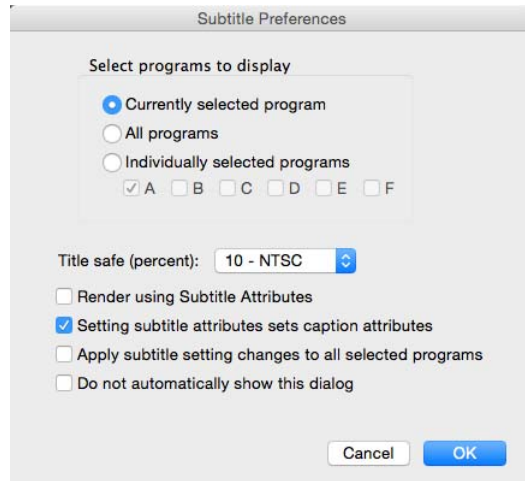 Subtitle Preferences
Select programs to display
Currently selected program
All programs
Individually selected programs
A B C D E F
Title safe (percent): 10 - NTSC
Render using Subtitle Attributes
Setting subtitle attributes sets caption attributes
Apply subtitle setting changes to all selected programs
Do not automatically show this dialog
Cancel OK